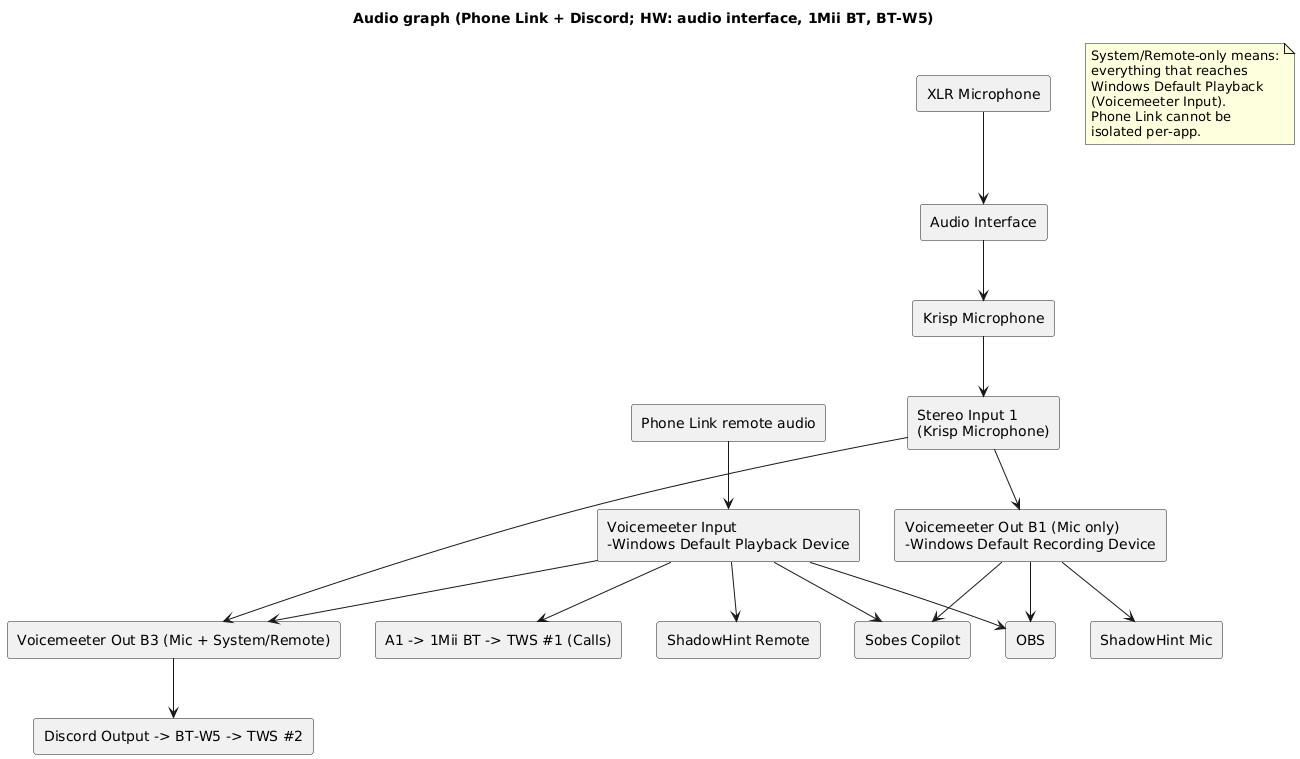 Audio graph (Phone Link + Discord; HW: audio interface, 1Mii BT, BT-W5)
System/Remote-only means:
everything that reaches
Windows Default Playback
(Voicemeeter Input).
Phone Link cannot be
isolated per-app.
XLR Microphone
Audio Interface
Krisp Microphone
Stereo Input 1
(Krisp Microphone)
Phone Link remote audio
Voicemeeter Input
-Windows Default Playback Device
Voicemeeter Out B1 (Mic only)
-Windows Default Recording Device
Voicemeeter Out B3 (Mic + System/Remote)
A1 -> 1Mii BT -> TWS #1 (Calls)
ShadowHint Remote
Sobes Copilot
OBS
ShadowHint Mic
Discord Output -> BT-W5 -> TWS #2